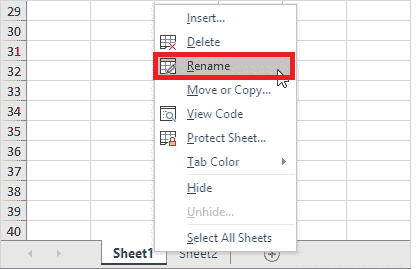 29
30
31
32
33
34
35
36
37
38
39
40
Insert...
Delete
Rename
Move or Copy...
View Code
Protect Sheet...
Tab Color
Hide
Unhide...
Select All Sheets
Sheet1
Sheet2